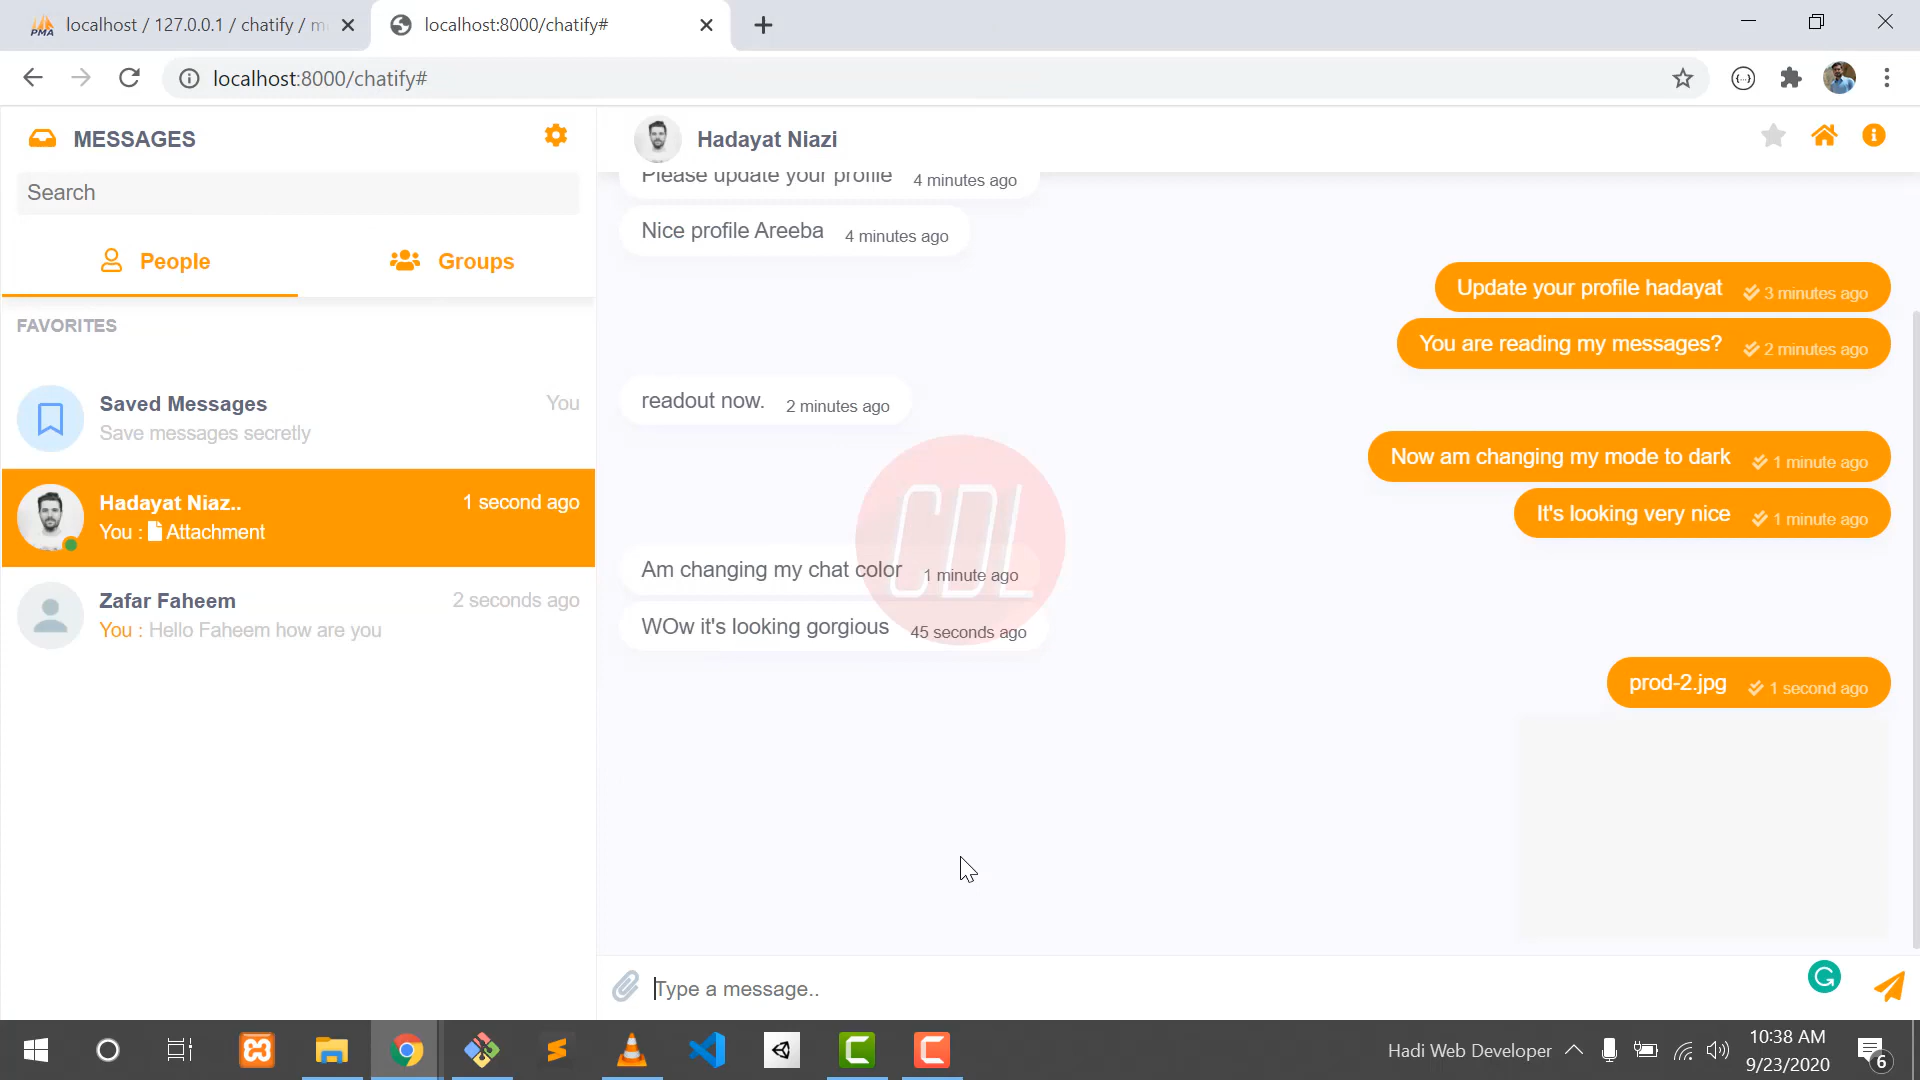 localhost / 127.0.0.1 / chatify / m
localhost:8000/chatify#
localhost:8000/chatify#
MESSAGES
Search
People
Groups
FAVORITES
Saved Messages
You
Save messages secretly
Hadayat Niaz..
1 second ago
You : Attachment
Zafar Faheem
2 seconds ago
You : Hello Faheem how are you
Hadayat Niazi
Please update your profile 4 minutes ago
Nice profile Areeba 4 minutes ago
Update your profile hadayat 3 minutes ago
You are reading my messages? 2 minutes ago
readout now. 2 minutes ago
Now am changing my mode to dark 1 minute ago
It's looking very nice 1 minute ago
CDL
Am changing my chat color 1 minute ago
WOw it's looking gorgious 45 seconds ago
prod-2.jpg 1 second ago
Type a message..
Hadi Web Developer
10:38 AM
9/23/2020
6